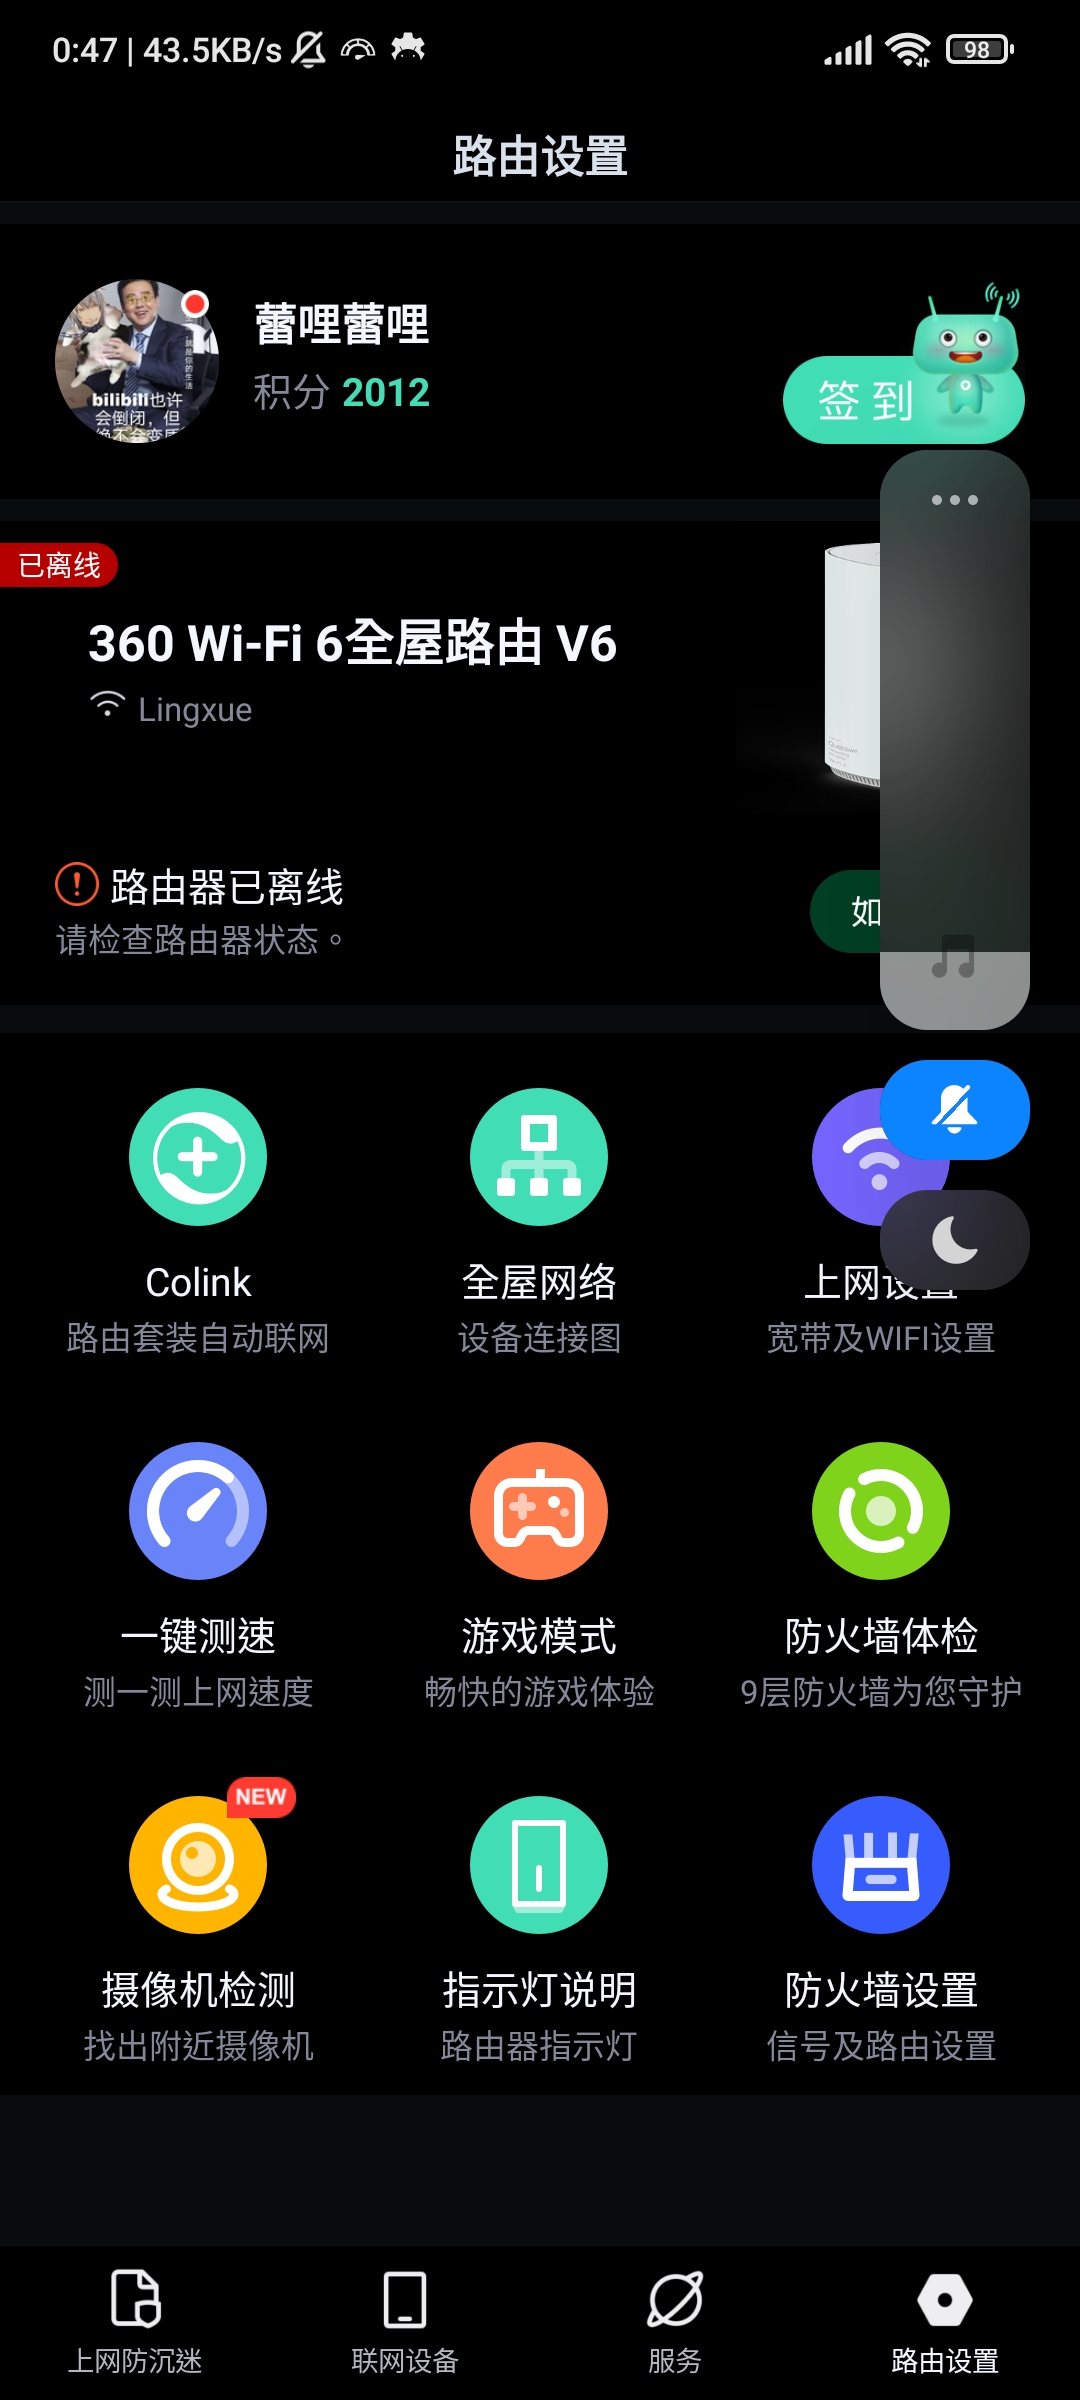 0:47 | 43.5KB/s
98
路由设置
蕾哩蕾哩
积分 2012
签到
bilibili也许
会倒闭，但
绝不会变质
已离线
360 Wi-Fi 6全屋路由 V6
Lingxue
路由器已离线
请检查路由器状态。
如
Colink
全屋网络
上网设置
路由套装自动联网
设备连接图
宽带及WIFI设置
一键测速
游戏模式
防火墙体检
测一测上网速度
畅快的游戏体验
9层防火墙为您守护
NEW
摄像机检测
指示灯说明
防火墙设置
找出附近摄像机
路由器指示灯
信号及路由设置
上网防沉迷
联网设备
服务
路由设置